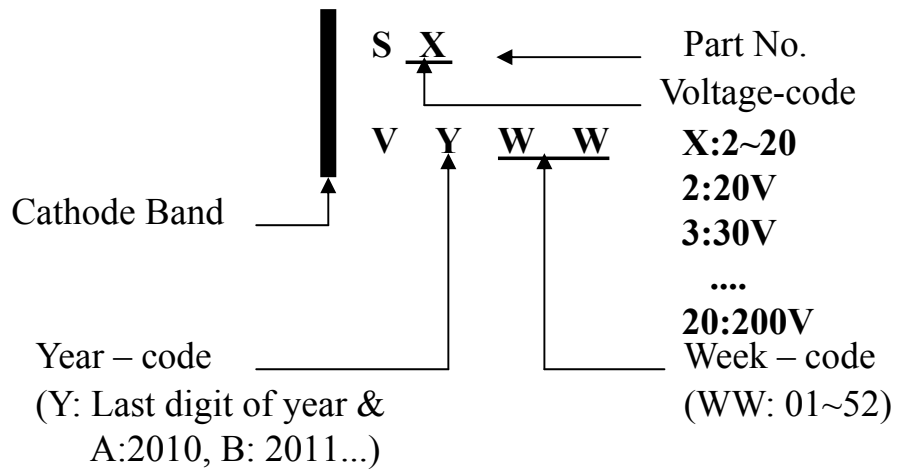 S X Part No.
Voltage-code
V Y W W X:2~20
2:20V
Cathode Band 3:30V
....
20:200V
Year – code Week – code
(Y: Last digit of year & (WW: 01~52)
A:2010, B: 2011...)